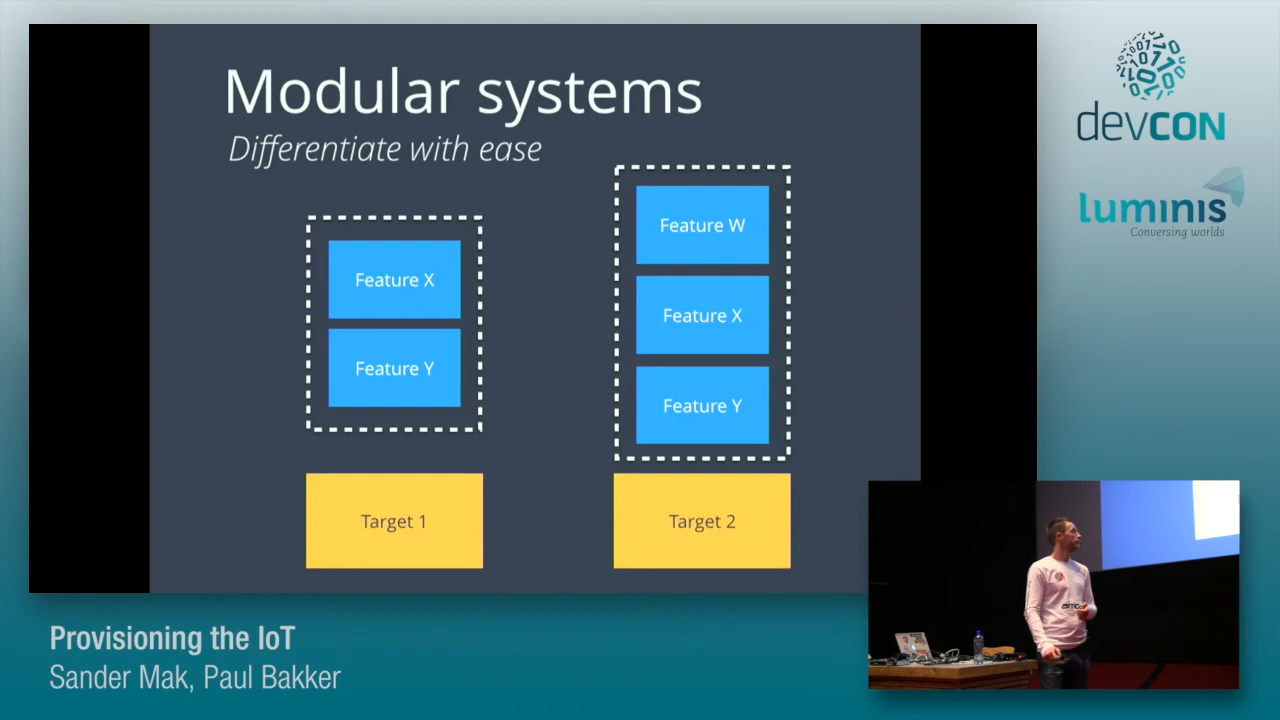 Modular systems
Differentiate with ease
Feature X
Feature Y
Target 1
Feature W
Feature X
Feature Y
Target 2
devcon
luminis
Conversing worlds
Provisioning the IoT
Sander Mak, Paul Bakker